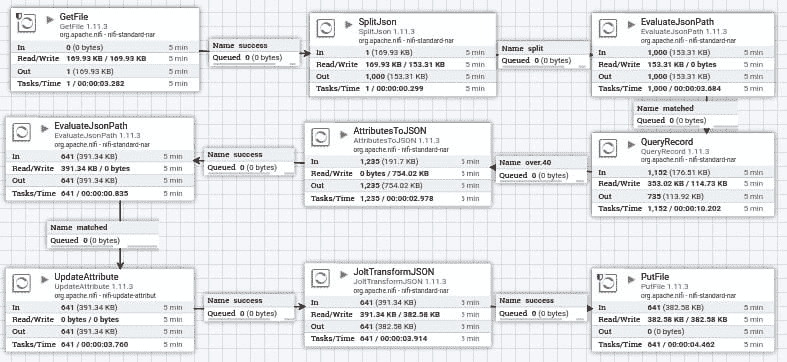 GetFile
GetFile 1.11.3
org.apache.nifi - nifi-standard-nar
In 0 (0 bytes) 5 min
Read/Write 169.93 KB / 169.93 KB 5 min
Out 1 (169.93 KB) 5 min
Tasks/Time 1 / 00:00:03.282 5 min
Name success
Queued 0 (0 bytes)
SplitJson
SplitJson 1.11.3
org.apache.nifi - nifi-standard-nar
In 1 (169.93 KB) 5 min
Read/Write 169.93 KB / 153.31 KB 5 min
Out 1,000 (153.31 KB) 5 min
Tasks/Time 1 / 00:00:00.299 5 min
Name split
Queued 0 (0 bytes)
EvaluateJsonPath
EvaluateJsonPath 1.11.3
org.apache.nifi - nifi-standard-nar
In 1,000 (153.31 KB) 5 min
Read/Write 153.31 KB / 0 bytes 5 min
Out 1,000 (153.31 KB) 5 min
Tasks/Time 1,000 / 00:00:03.684 5 min
Name matched
Queued 0 (0 bytes)
EvaluateJsonPath
EvaluateJsonPath 1.11.3
org.apache.nifi - nifi-standard-nar
In 641 (391.34 KB) 5 min
Read/Write 391.34 KB / 0 bytes 5 min
Out 641 (391.34 KB) 5 min
Tasks/Time 641 / 00:00:00.835 5 min
Name success
Queued 0 (0 bytes)
AttributesToJSON
AttributesToJSON 1.11.3
org.apache.nifi - nifi-standard-nar
In 1,235 (191.7 KB) 5 min
Read/Write 0 bytes / 754.02 KB 5 min
Out 1,235 (754.02 KB) 5 min
Tasks/Time 1,235 / 00:00:02.978 5 min
Name over.40
Queued 0 (0 bytes)
QueryRecord
QueryRecord 1.11.3
org.apache.nifi - nifi-standard-nar
In 1,152 (176.51 KB) 5 min
Read/Write 353.02 KB / 114.73 KB 5 min
Out 735 (113.92 KB) 5 min
Tasks/Time 1,152 / 00:00:10.202 5 min
Name matched
Queued 0 (0 bytes)
UpdateAttribute
UpdateAttribute 1.11.3
org.apache.nifi - nifi-update-attribut
In 641 (391.34 KB) 5 min
Read/Write 0 bytes / 0 bytes 5 min
Out 641 (391.34 KB) 5 min
Tasks/Time 641 / 00:00:03.760 5 min
Name success
Queued 0 (0 bytes)
JoltTransformJSON
JoltTransformJSON 1.11.3
org.apache.nifi - nifi-standard-nar
In 641 (391.34 KB) 5 min
Read/Write 391.34 KB / 382.58 KB 5 min
Out 641 (382.58 KB) 5 min
Tasks/Time 641 / 00:00:03.914 5 min
Name success
Queued 0 (0 bytes)
PutFile
PutFile 1.11.3
org.apache.nifi - nifi-standard-nar
In 641 (382.58 KB) 5 min
Read/Write 382.58 KB / 382.58 KB 5 min
Out 0 (0 bytes) 5 min
Tasks/Time 641 / 00:00:04.462 5 min